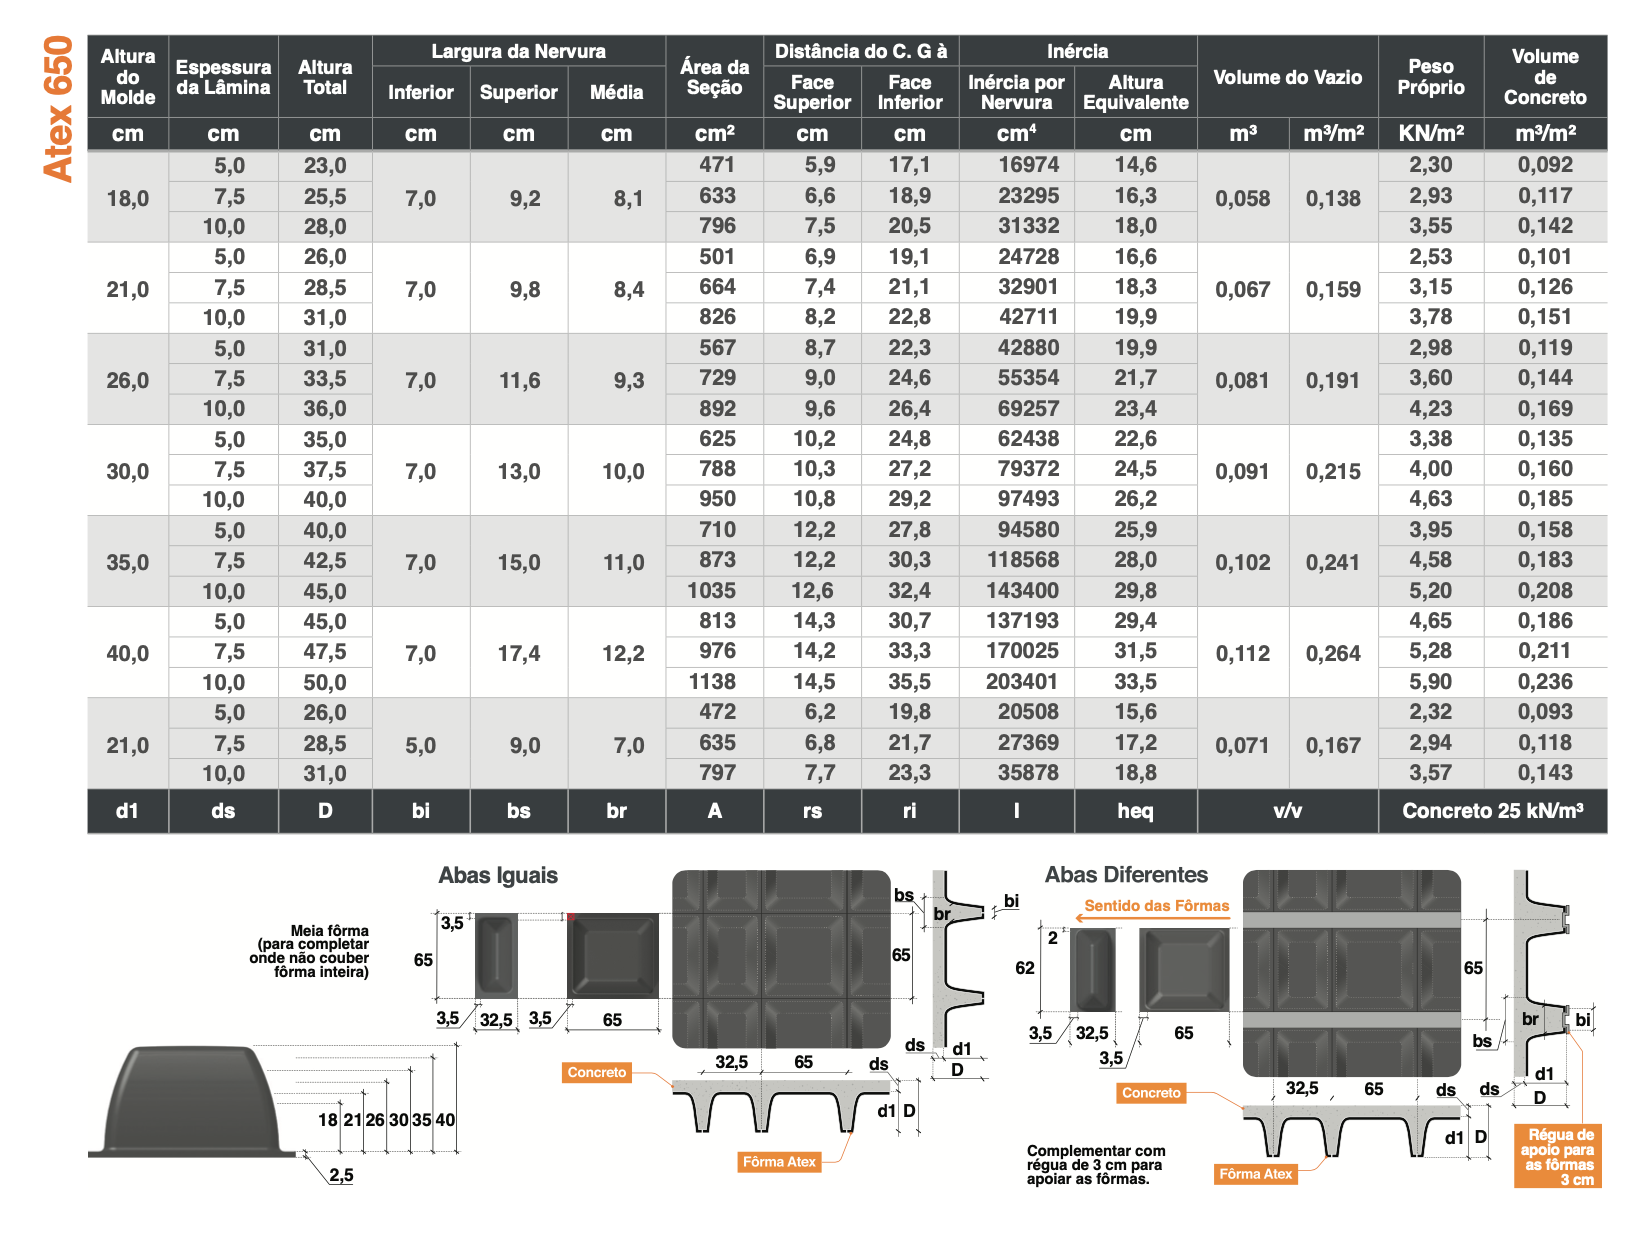 Atex 650
Altura do Molde Espessura da Lâmina Altura Total Largura da Nervura Área da Seção Distância do C. G à Inércia Volume do Vazio Peso Próprio Volume de Concreto
Inferior Superior Média Face Superior Face Inferior Inércia por Nervura Altura Equivalente
cm cm cm cm cm cm cm² cm cm cm⁴ cm m³ m³/m² KN/m² m³/m²
5,0 23,0 471 5,9 17,1 16974 14,6 2,30 0,092
18,0 7,5 25,5 7,0 9,2 8,1 633 6,6 18,9 23295 16,3 0,058 0,138 2,93 0,117
10,0 28,0 796 7,5 20,5 31332 18,0 3,55 0,142
5,0 26,0 501 6,9 19,1 24728 16,6 2,53 0,101
21,0 7,5 28,5 7,0 9,8 8,4 664 7,4 21,1 32901 18,3 0,067 0,159 3,15 0,126
10,0 31,0 826 8,2 22,8 42711 19,9 3,78 0,151
5,0 31,0 567 8,7 22,3 42880 19,9 2,98 0,119
26,0 7,5 33,5 7,0 11,6 9,3 729 9,0 24,6 55354 21,7 0,081 0,191 3,60 0,144
10,0 36,0 892 9,6 26,4 69257 23,4 4,23 0,169
5,0 35,0 625 10,2 24,8 62438 22,6 3,38 0,135
30,0 7,5 37,5 7,0 13,0 10,0 788 10,3 27,2 79372 24,5 0,091 0,215 4,00 0,160
10,0 40,0 950 10,8 29,2 97493 26,2 4,63 0,185
5,0 40,0 710 12,2 27,8 94580 25,9 3,95 0,158
35,0 7,5 42,5 7,0 15,0 11,0 873 12,2 30,3 118568 28,0 0,102 0,241 4,58 0,183
10,0 45,0 1035 12,6 32,4 143400 29,8 5,20 0,208
5,0 45,0 813 14,3 30,7 137193 29,4 4,65 0,186
40,0 7,5 47,5 7,0 17,4 12,2 976 14,2 33,3 170025 31,5 0,112 0,264 5,28 0,211
10,0 50,0 1138 14,5 35,5 203401 33,5 5,90 0,236
5,0 26,0 472 6,2 19,8 20508 15,6 2,32 0,093
21,0 7,5 28,5 5,0 9,0 7,0 635 6,8 21,7 27369 17,2 0,071 0,167 2,94 0,118
10,0 31,0 797 7,7 23,3 35878 18,8 3,57 0,143
d1 ds D bi bs br A rs ri I heq v/v Concreto 25 kN/m³
Abas Iguais
Meia fôrma
(para completar
onde não couber
fôrma inteira)
3,5
65
3,5 32,5 3,5 65
bs
br
bi
65
ds d1
D
32,5 65 ds
d1 D
Concreto
Fôrma Atex
18 21 26 30 35 40
2,5
Abas Diferentes
Sentido das Fôrmas
2
62
3,5 32,5 65
3,5
65
br bi
bs
d1
ds
D
32,5 65 ds
d1 D
Concreto
Fôrma Atex
Complementar com
régua de 3 cm para
apoiar as fôrmas.
Régua de
apoio para
as fôrmas
3 cm